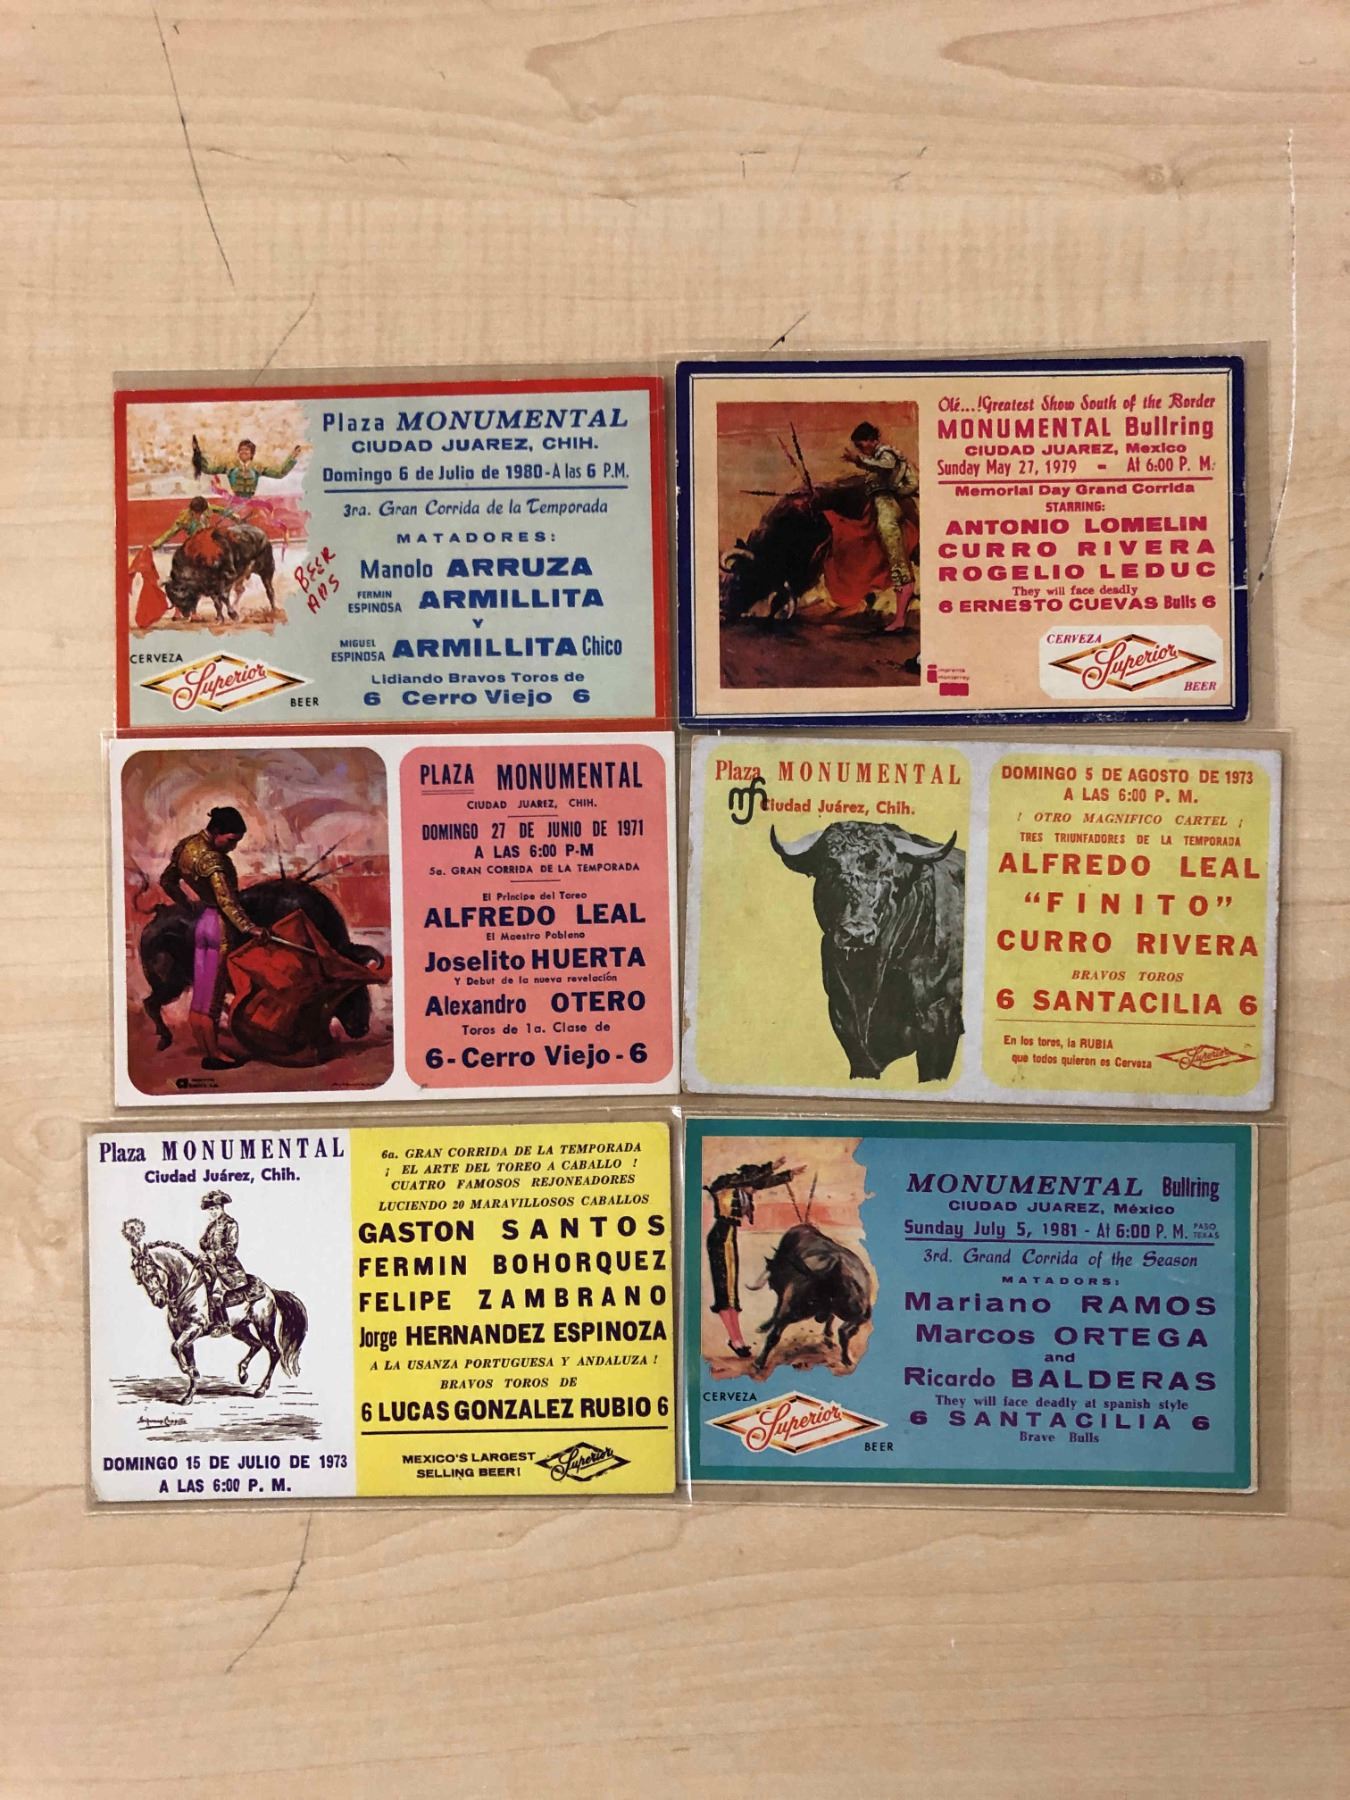 Plaza MONUMENTAL
CIUDAD JUAREZ, CHIH.
Domingo 6 de Julio de 1980-A las 6 P.M.
3ra. Gran Corrida de la Temporada
MATADORES:
Manolo ARRUZA
FERMIN ESPINOSA ARMILLITA
Y
MIGUEL ESPINOSA ARMILLITA Chico
Lidiando Bravos Toros de
6 Cerro Viejo 6
BEER
ADS
CERVEZA
Superior
BEER
Olé...!Greatest Show South of the Border
MONUMENTAL Bullring
CIUDAD JUAREZ, Mexico
Sunday May 27, 1979 - At 6:00 P. M.
Memorial Day Grand Corrida
STARRING:
ANTONIO LOMELIN
CURRO RIVERA
ROGELIO LEDUC
They will face deadly
6 ERNESTO CUEVAS Bulls 6
imprenta
monterrey
CERVEZA
Superior
BEER
PLAZA MONUMENTAL
CIUDAD JUAREZ, CHIH.
DOMINGO 27 DE JUNIO DE 1971
A LAS 6:00 P-M
5a. GRAN CORRIDA DE LA TEMPORADA
El Principe del Toreo
ALFREDO LEAL
El Maestro Poblano
Joselito HUERTA
Y Debut de la nueva revelación
Alexandro OTERO
Toros de 1a. Clase de
6-Cerro Viejo-6
Plaza MONUMENTAL
Ciudad Juárez, Chih.
DOMINGO 5 DE AGOSTO DE 1973
A LAS 6:00 P. M.
! OTRO MAGNIFICO CARTEL ¡
TRES TRIUNFADORES DE LA TEMPORADA
ALFREDO LEAL
"FINITO"
CURRO RIVERA
BRAVOS TOROS
6 SANTACILIA 6
En los toros, la RUBIA
que todos quieren es Cerveza
Superior
Plaza MONUMENTAL
Ciudad Juárez, Chih.
DOMINGO 15 DE JULIO DE 1973
A LAS 6:00 P. M.
6a. GRAN CORRIDA DE LA TEMPORADA
¡ EL ARTE DEL TOREO A CABALLO !
CUATRO FAMOSOS REJONEADORES
LUCIENDO 20 MARAVILLOSOS CABALLOS
GASTON SANTOS
FERMIN BOHORQUEZ
FELIPE ZAMBRANO
Jorge HERNANDEZ ESPINOZA
A LA USANZA PORTUGUESA Y ANDALUZA !
BRAVOS TOROS DE
6 LUCAS GONZALEZ RUBIO 6
MEXICO'S LARGEST
SELLING BEER!
Superior
MONUMENTAL Bullring
CIUDAD JUAREZ, México
Sunday July 5, 1981 - At 6:00 P. M. PASO TEXAS
3rd. Grand Corrida of the Season
MATADORS:
Mariano RAMOS
Marcos ORTEGA
and
Ricardo BALDERAS
They will face deadly at spanish style
6 SANTACILIA 6
Brave Bulls
CERVEZA
Superior
BEER